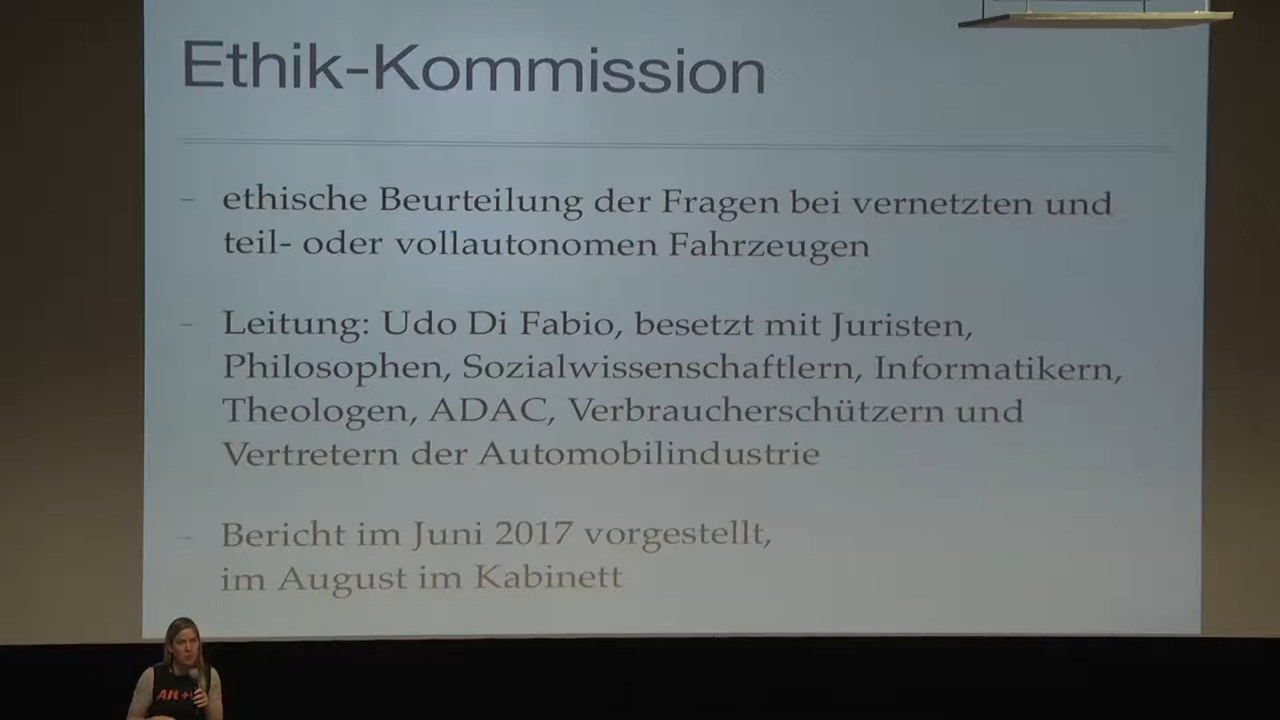 Ethik-Kommission
– ethische Beurteilung der Fragen bei vernetzten und
teil- oder vollautonomen Fahrzeugen
– Leitung: Udo Di Fabio, besetzt mit Juristen,
Philosophen, Sozialwissenschaftlern, Informatikern,
Theologen, ADAC, Verbraucherschützern und
Vertretern der Automobilindustrie
– Bericht im Juni 2017 vorgestellt,
im August im Kabinett